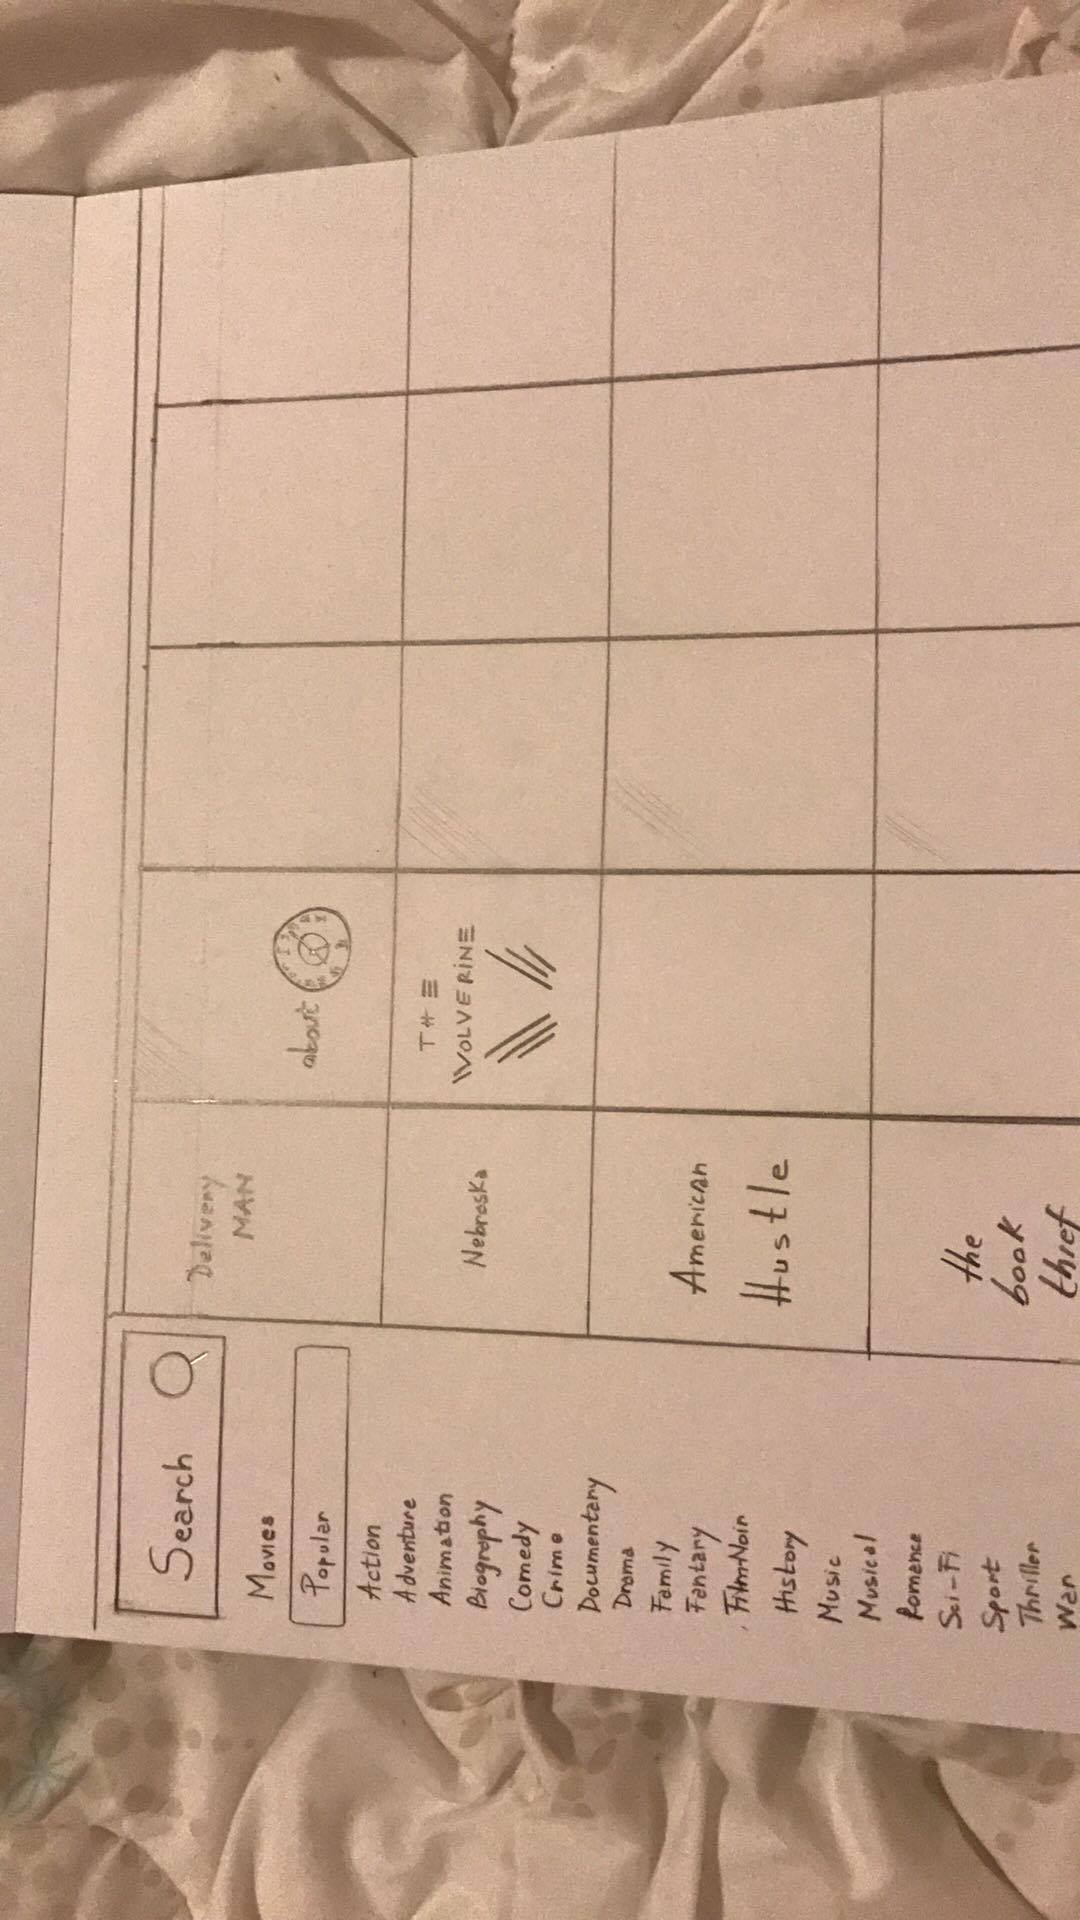 Search
Movies
Popular
Action
Adventure
Animation
Biography
Comedy
Crime
Documentary
Drama
Family
Fantary
Film-Noir
History
Music
Musical
Romance
Sci-Fi
Sport
Thriller
War
Delivery
MAN
about
Nebraska
THE
WOLVERINE
American
Hustle
the
book
thief